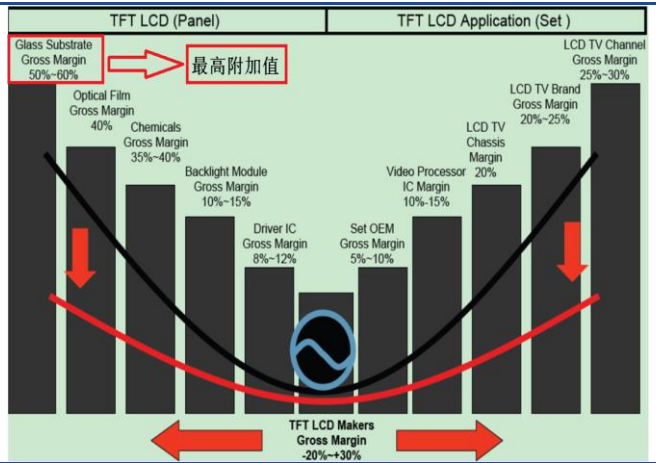 TFT LCD (Panel)
TFT LCD Application (Set )
Glass Substrate
Gross Margin
50%~60%
最高附加值
Optical Film
Gross Margin
40%
Chemicals
Gross Margin
35%~40%
Backlight Module
Gross Margin
10%~15%
Driver IC
Gross Margin
8%~12%
Set OEM
Gross Margin
5%~10%
Video Processor
IC Margin
10%-15%
LCD TV
Chassis
Margin
20%
LCD TV Brand
Gross Margin
20%~25%
LCD TV Channel
Gross Margin
25%~30%
TFT LCD Makers
Gross Margin
-20%~+30%